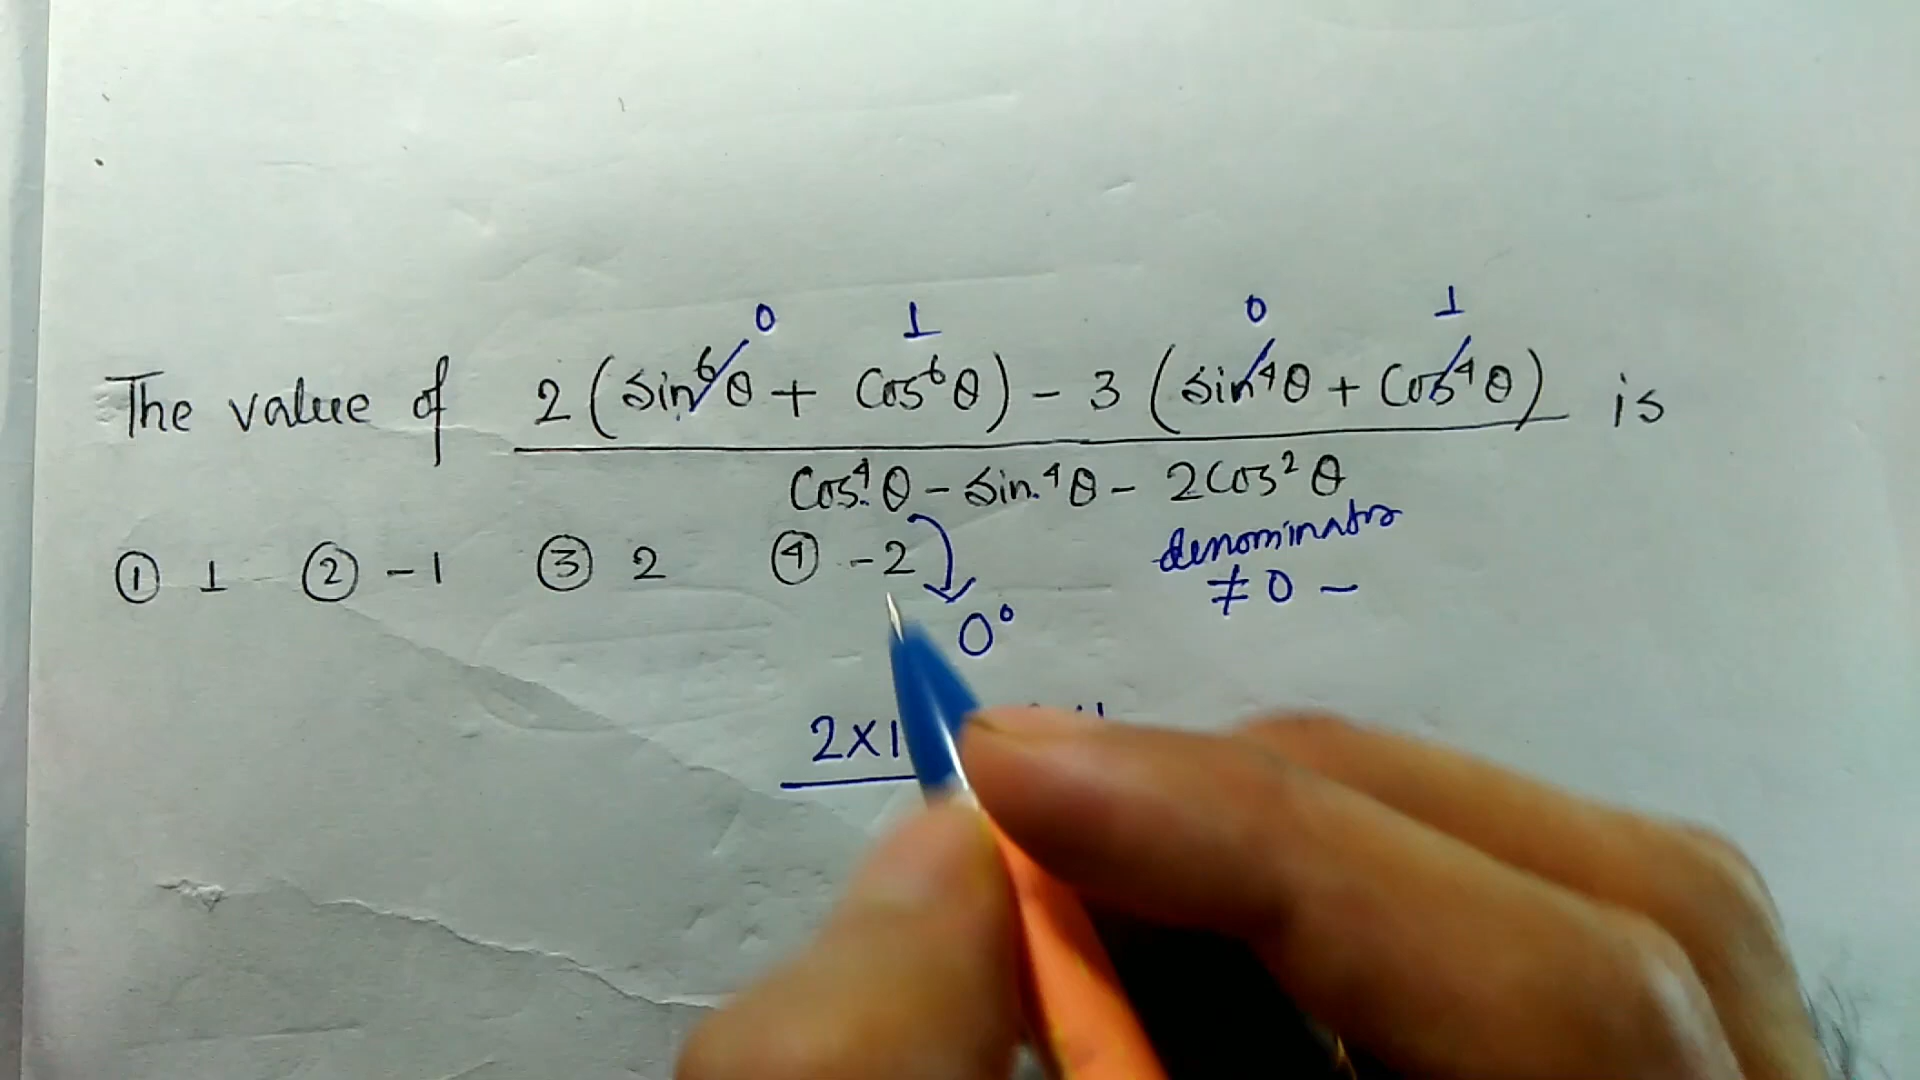 0 1 0 1
The value of 2 (sin⁶θ + Cos⁶θ) - 3 (sin⁴θ + Cos⁴θ) is
Cos⁴θ - sin⁴θ - 2Cos²θ
① 1 ② -1 ③ 2 ④ -2
denominator
≠ 0 -
0°
2×1